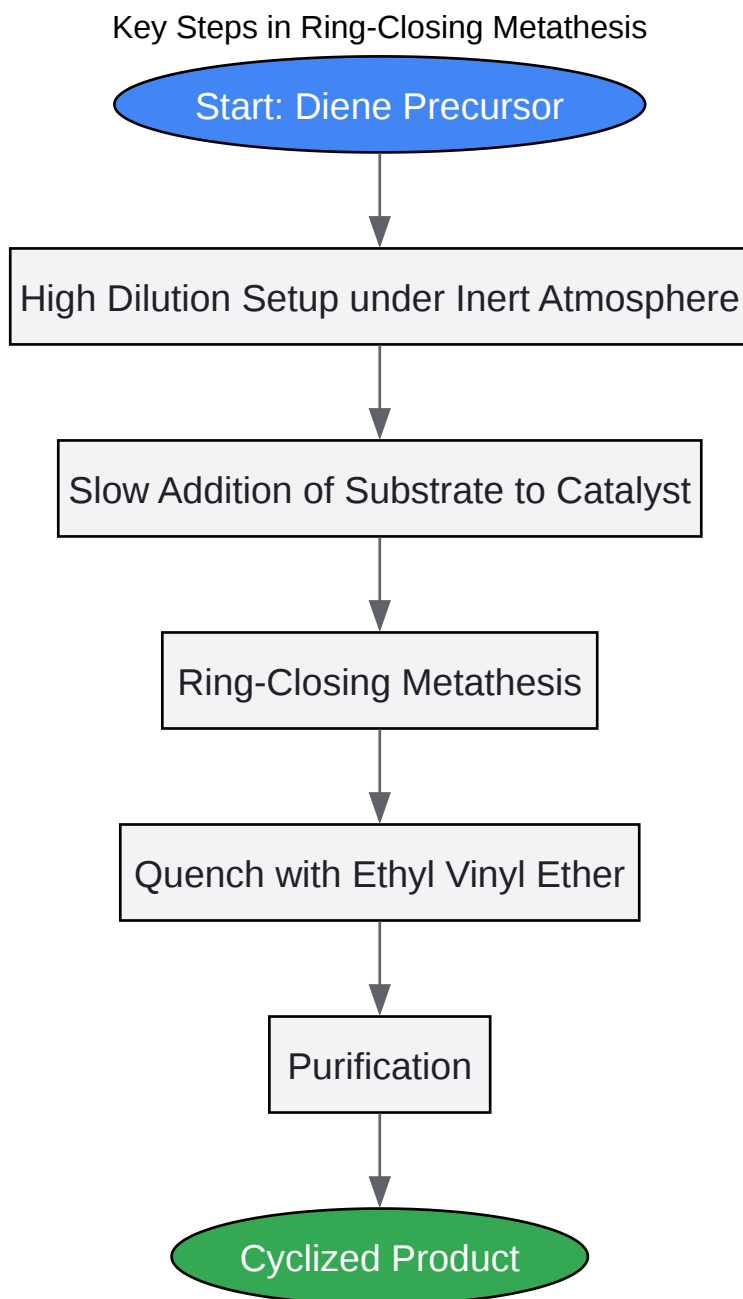 Key Steps in Ring-Closing Metathesis
Start: Diene Precursor
High Dilution Setup under Inert Atmosphere
Slow Addition of Substrate to Catalyst
Ring-Closing Metathesis
Quench with Ethyl Vinyl Ether
Purification
Cyclized Product